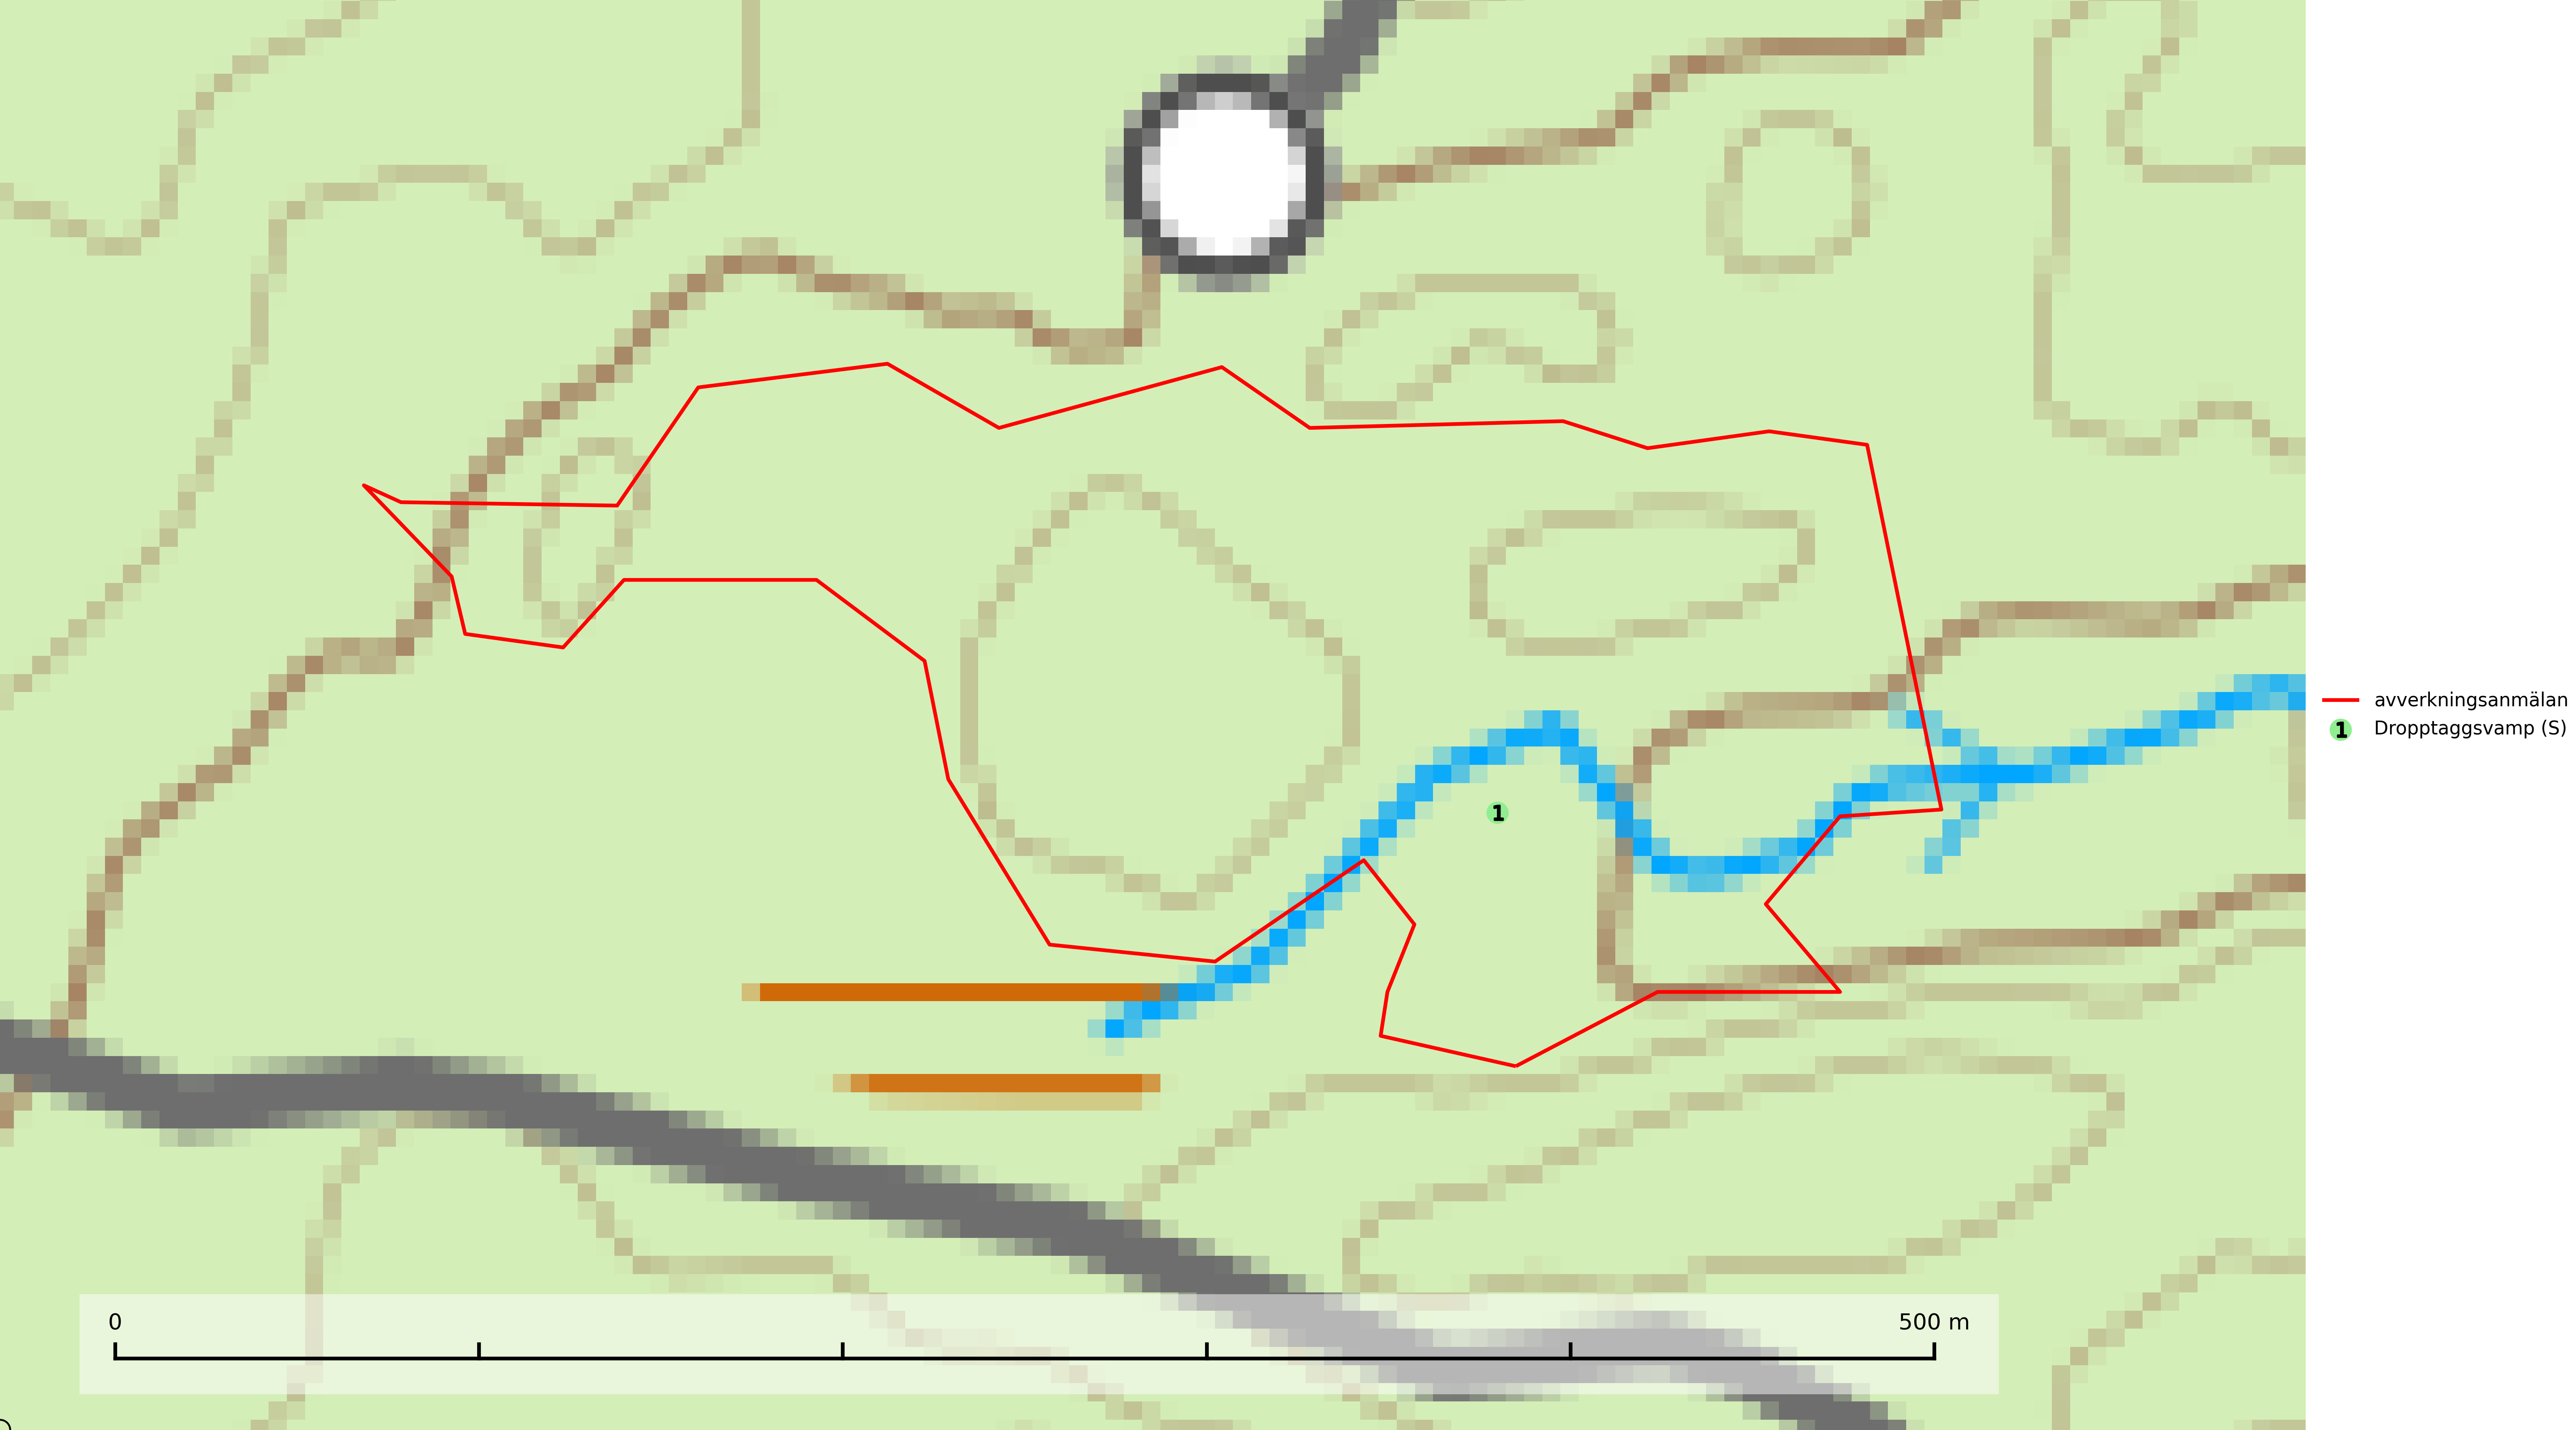 1
avverkningsanmälan
1 Dropptaggsvamp (S)
0 500 m